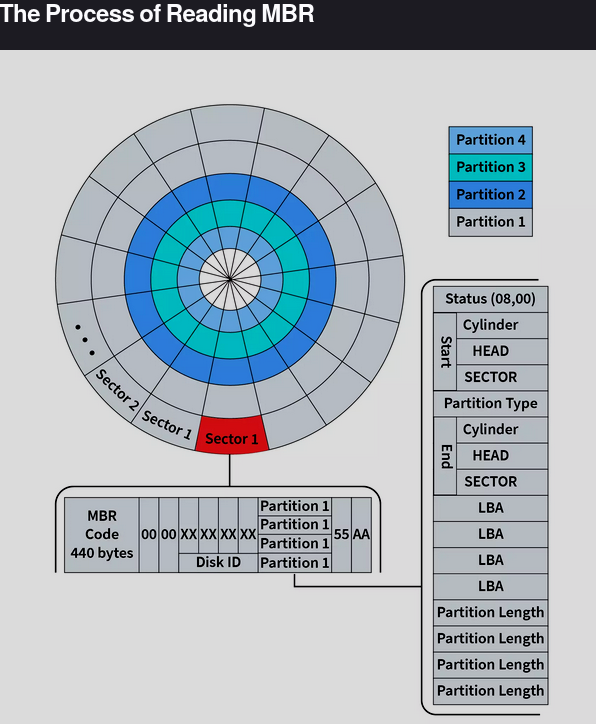 The Process of Reading MBR
Partition 4
Partition 3
Partition 2
Partition 1
Sector 2
Sector 1
Sector 1
MBR
Code
440 bytes
00 00 XX XX XX XX
Disk ID
Partition 1
Partition 1
Partition 1
Partition 1
55 AA
Status (08,00)
Start
Cylinder
HEAD
SECTOR
Partition Type
End
Cylinder
HEAD
SECTOR
LBA
LBA
LBA
LBA
Partition Length
Partition Length
Partition Length
Partition Length